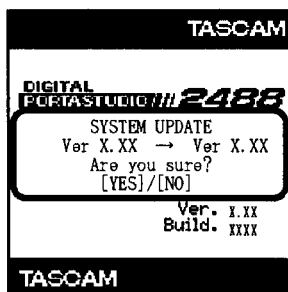 TASCAM
DIGITAL
PORTASTUDIO 2488
SYSTEM UPDATE
Ver X.XX → Ver X.XX
Are you sure?
[YES]/[NO]
Ver. X.XX
Build. XXXX
TASCAM